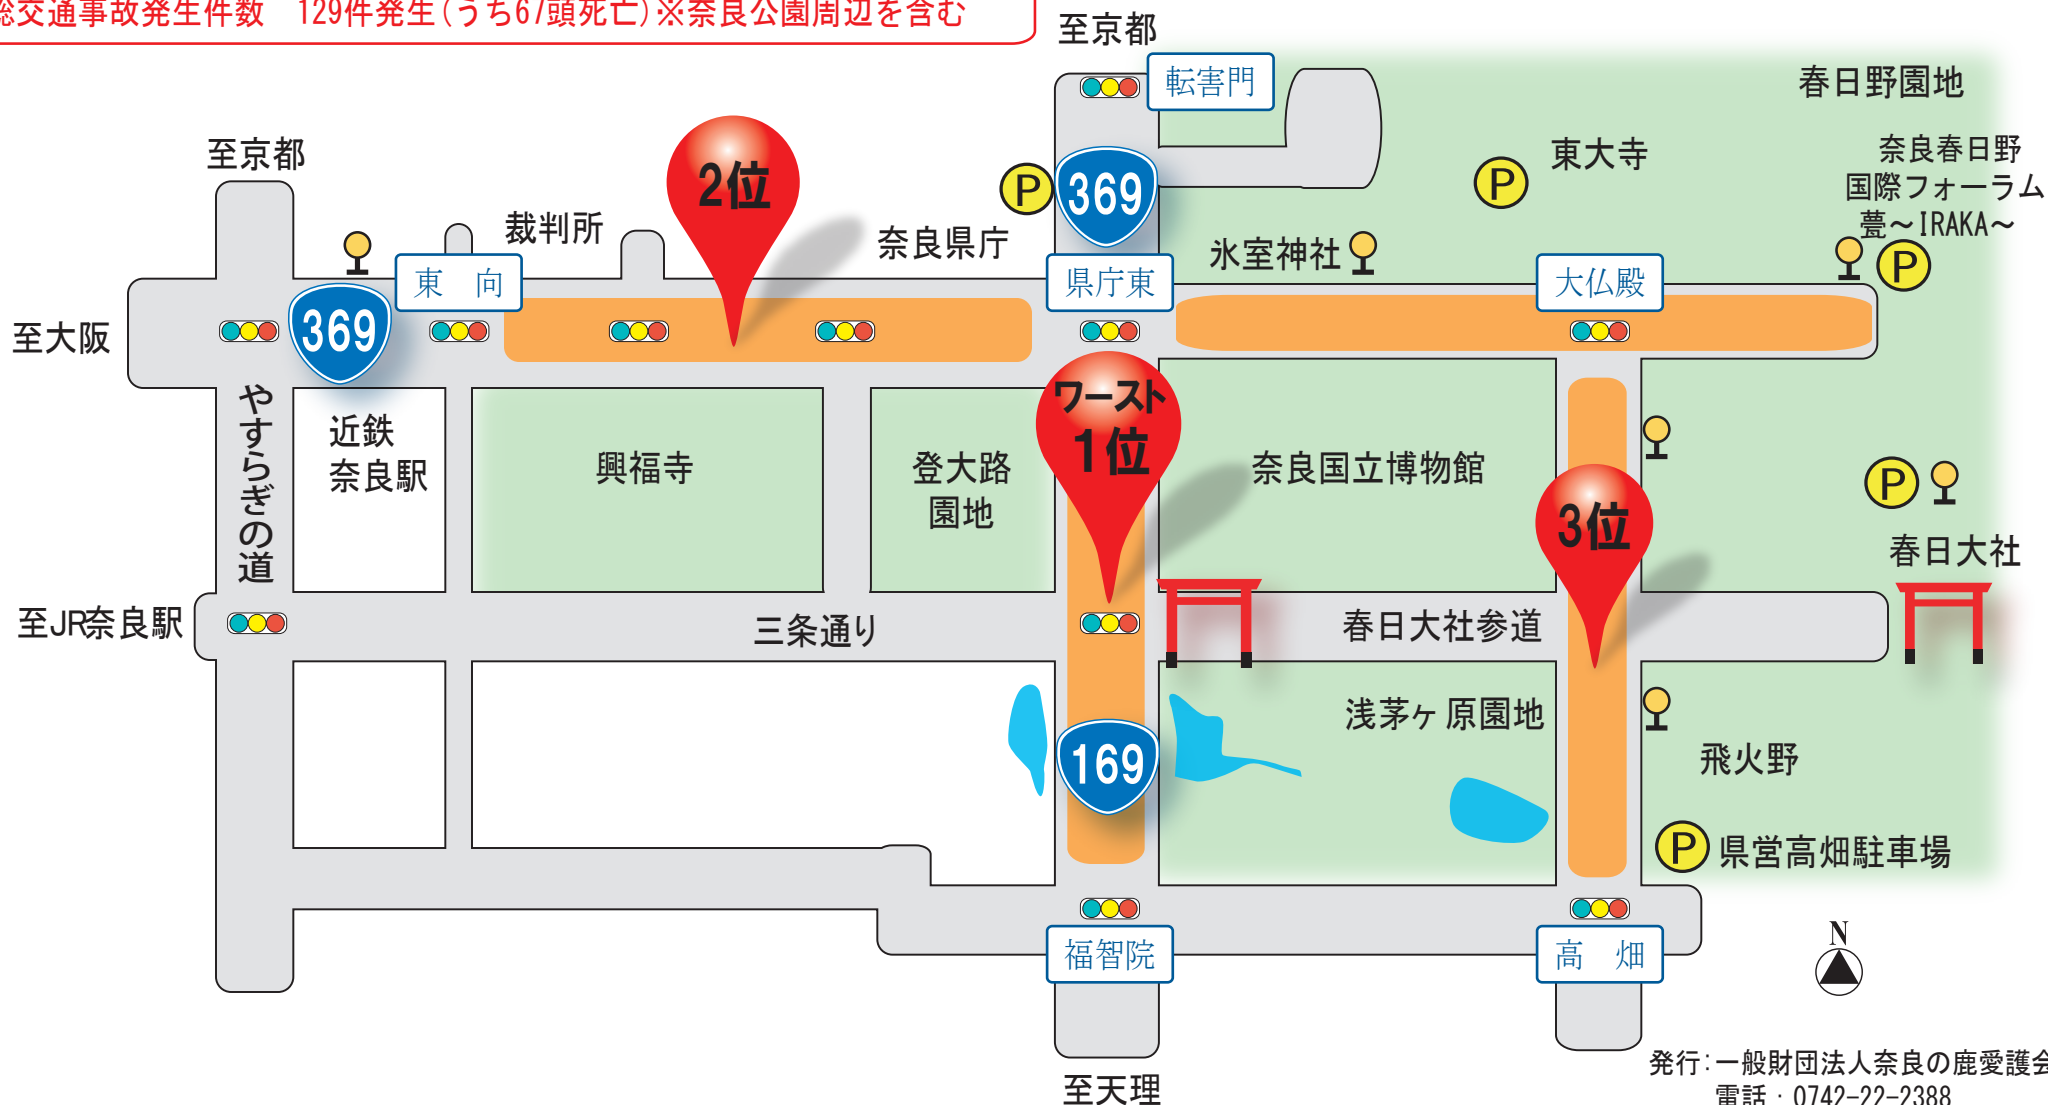 総交通事故発生件数　129件発生(うち67頭死亡)※奈良公園周辺を含む
至京都
転害門
春日野園地
至京都
2位
P
369
P
東大寺
奈良春日野
国際フォーラム
甍～IRAKA～
裁判所
奈良県庁
氷室神社
P
東　向
県庁東
大仏殿
至大阪
369
やすらぎの道
近鉄
奈良駅
興福寺
登大路
園地
ワースト
1位
奈良国立博物館
3位
P
春日大社
至JR奈良駅
三条通り
春日大社参道
浅茅ヶ原園地
169
飛火野
P
県営高畑駐車場
福智院
高　畑
N
至天理
発行:一般財団法人奈良の鹿愛護会
電話：0742-22-2388